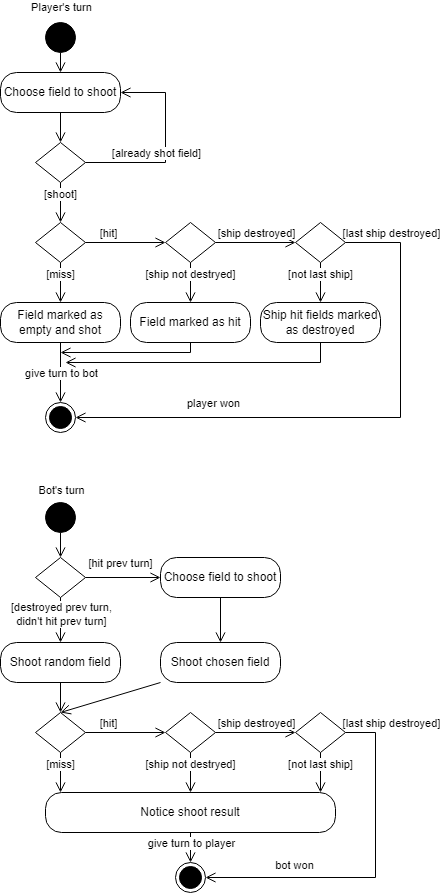 Player's turn
Choose field to shoot
[already shot field]
[shoot]
[hit]
[ship destroyed]
[last ship destroyed]
[miss]
[ship not destryed]
[not last ship]
Field marked as
empty and shot
Field marked as hit
Ship hit fields marked
as destroyed
give turn to bot
player won
Bot's turn
[hit prev turn]
Choose field to shoot
[destroyed prev turn,
didn't hit prev turn]
Shoot random field
Shoot chosen field
[hit]
[ship destroyed]
[last ship destroyed]
[miss]
[ship not destryed]
[not last ship]
Notice shoot result
give turn to player
bot won